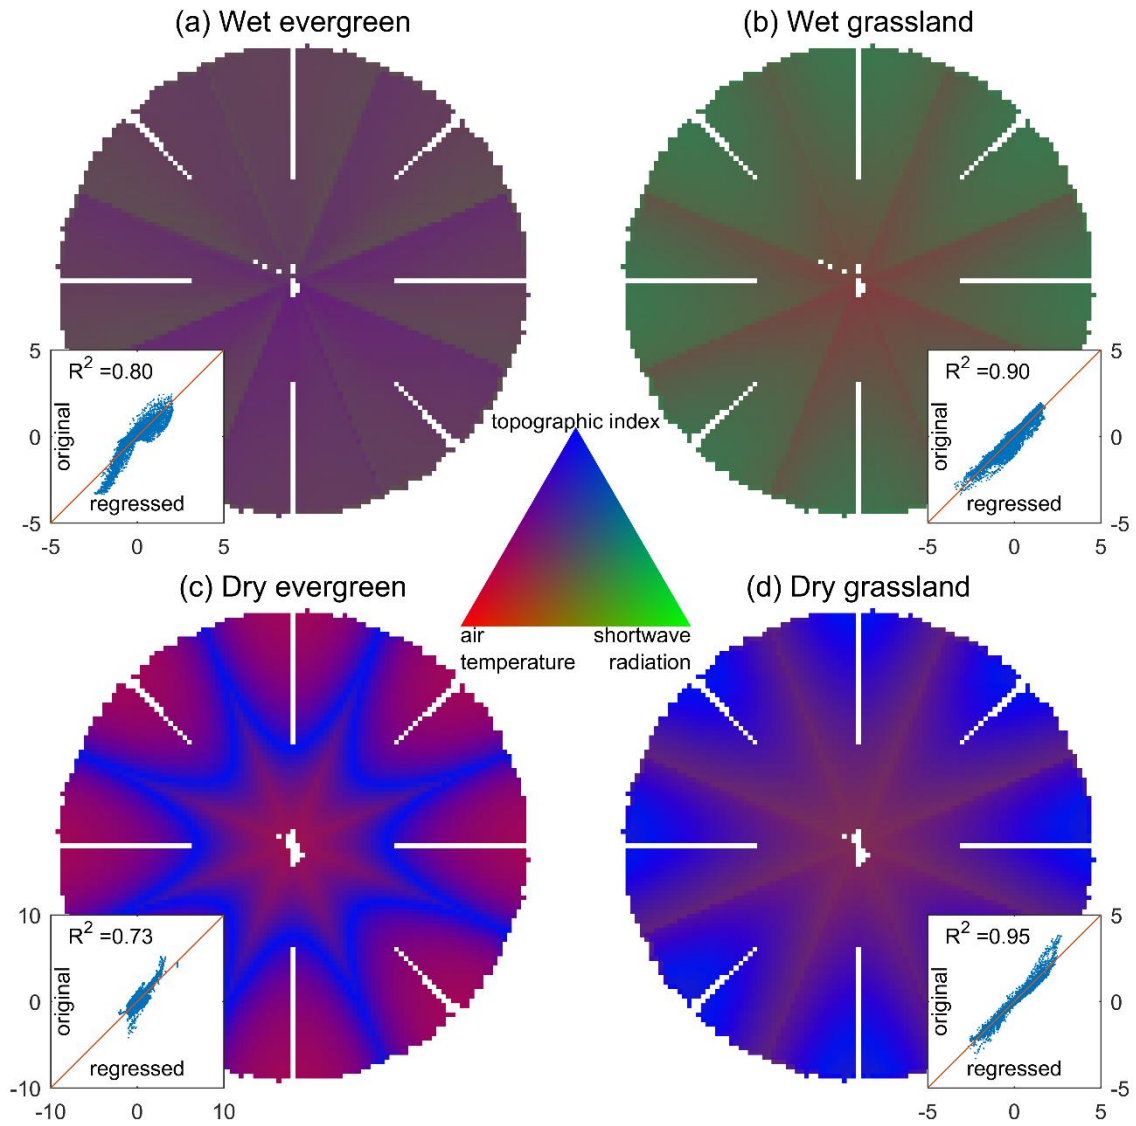 (a) Wet evergreen
(b) Wet grassland
5
R² =0.80
0
original
regressed
-5
-5 0 5
R² =0.90
original
regressed
5
0
-5
-5 0 5
topographic index
air temperature
shortwave radiation
(c) Dry evergreen
(d) Dry grassland
10
R² =0.73
0
original
regressed
-10
-10 0 10
R² =0.95
original
regressed
5
0
-5
-5 0 5